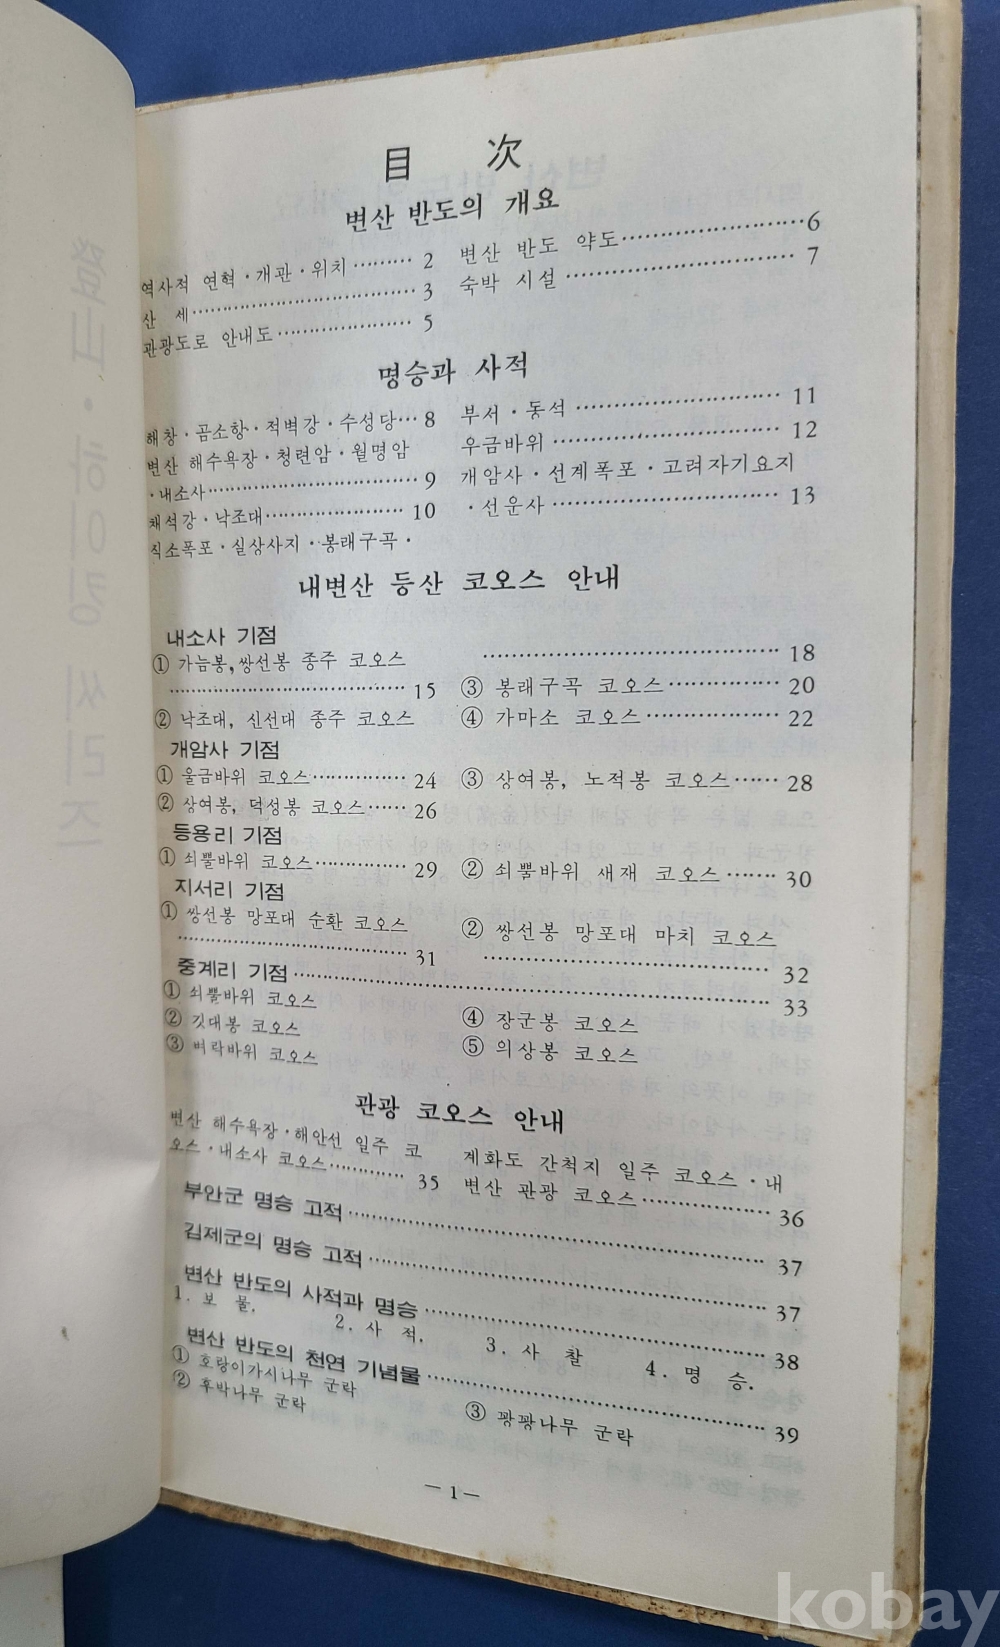 目 次
변산 반도의 개요
역사적 연혁·개관·위치 ········· 2
산 세 ···································· 3
관광도로 안내도 ····················· 5
변산 반도 약도 ························ 6
숙박 시설 ······························ 7
명승과 사적
해창·곰소항··적벽강·수성당··· 8
변산 해수욕장·청련암·월명암
·내소사 ································· 9
채석강·낙조대 ······················ 10
직소폭포·실상사지·봉래구곡·
부서·동석 ···························· 11
우금바위 ······························ 12
개암사·선계폭포·고려자기요지
·선운사 ································ 13
내변산 등산 코오스 안내
내소사 기점
① 가늠봉,쌍선봉 종주 코오스
······································ 15
② 낙조대, 신선대 종주 코오스
······································ 18
③ 봉래구곡 코오스 ··············· 20
④ 가마소 코오스 ·················· 22
개암사 기점
① 울금바위 코오스 ··············· 24
② 상여봉, 덕성봉 코오스 ······ 26
③ 상여봉, 노적봉 코오스 ······ 28
등용리 기점
① 쇠뿔바위 코오스 ··············· 29
② 쇠뿔바위 새재 코오스 ······· 30
지서리 기점
① 쌍선봉 망포대 순환 코오스
······································ 31
② 쌍선봉 망포대 마치 코오스
······································ 32
중계리 기점 ······································ 33
① 쇠뿔바위 코오스
② 깃대봉 코오스
③ 벼락바위 코오스
④ 장군봉 코오스
⑤ 의상봉 코오스
관광 코오스 안내
변산 해수욕장·해안선 일주 코
오스·내소사 코오스 ············· 35
계화도 간척지 일주 코오스·내
변산 관광 코오스 ·················· 36
부안군 명승 고적 ······································ 37
김제군의 명승 고적 ···································· 37
변산 반도의 사적과 명승 ····························· 38
1. 보 물, 2. 사 적, 3. 사 찰 4. 명 승.
변산 반도의 천연 기념물 ····························· 39
① 호랑이가시나무 군락
② 후박나무 군락
③ 꽝꽝나무 군락
— 1 —
kobay